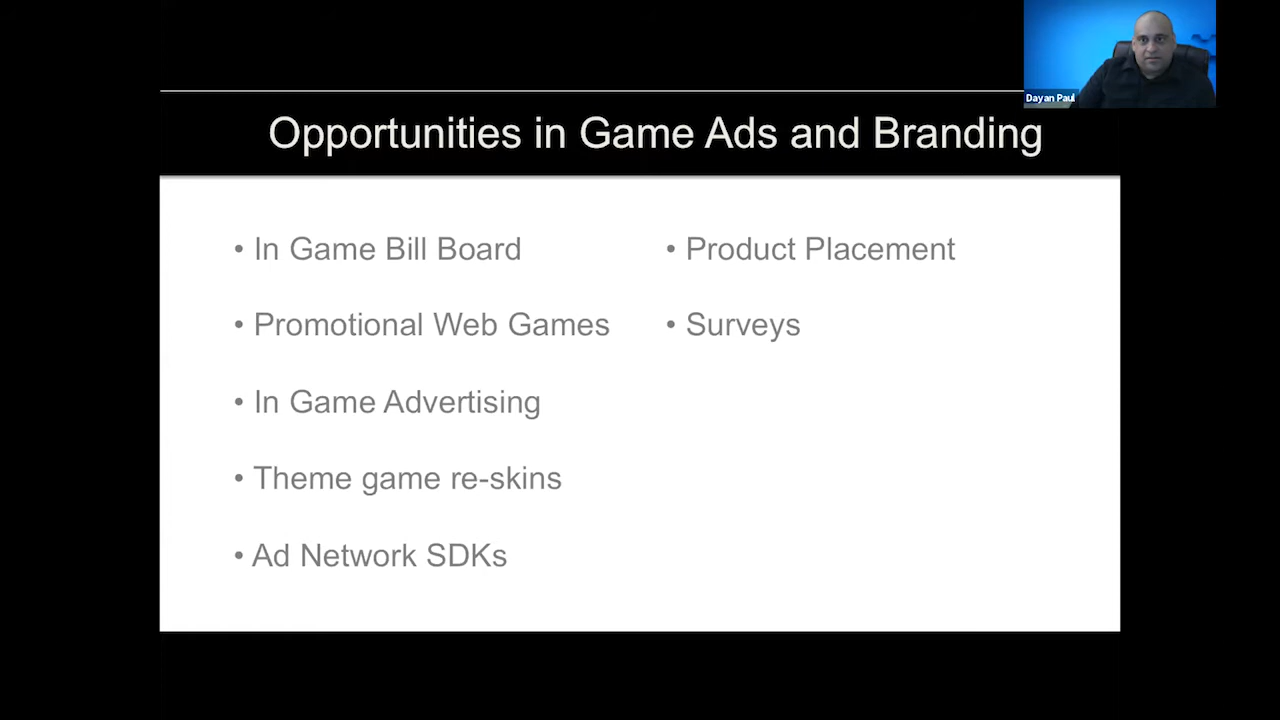 Dayan Paul
Opportunities in Game Ads and Branding
• In Game Bill Board
• Promotional Web Games
• In Game Advertising
• Theme game re-skins
• Ad Network SDKs
• Product Placement
• Surveys